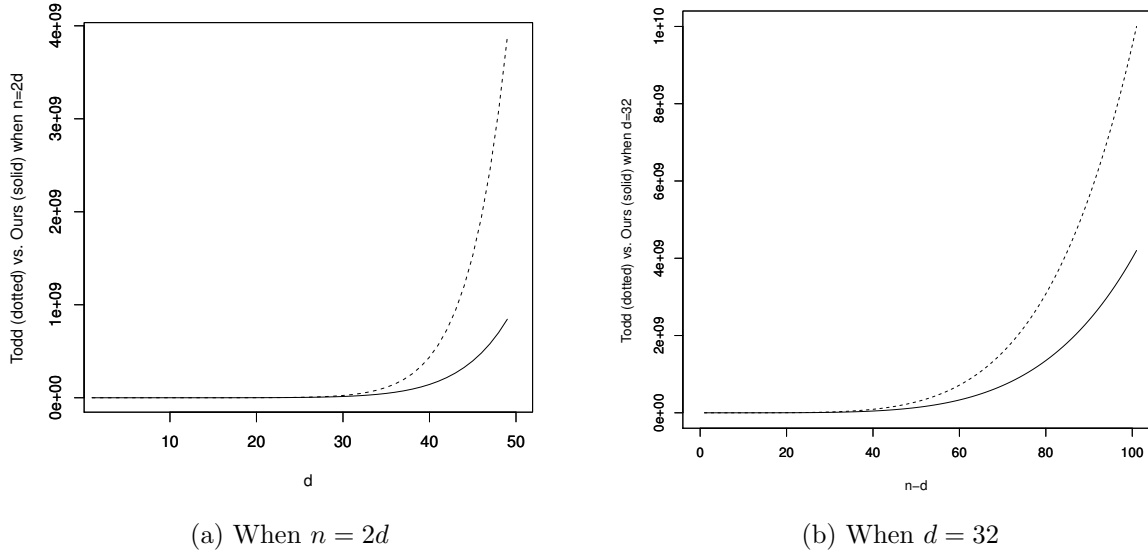 Todd (dotted) vs. Ours (solid) when n=2d
4e+09
3e+09
2e+09
1e+09
0e+00
10 20 30 40 50
d
(a) When n = 2d
Todd (dotted) vs. Ours (solid) when d=32
1e+10
8e+09
6e+09
4e+09
2e+09
0e+00
0 20 40 60 80 100
n−d
(b) When d = 32